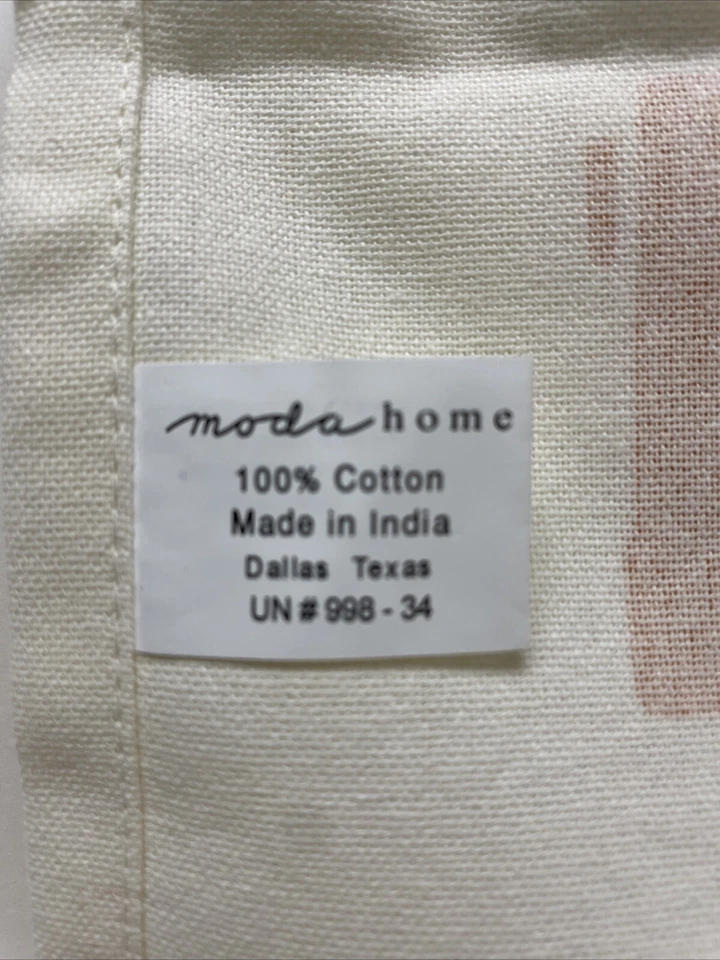 moda home
100% Cotton
Made in India
Dallas Texas
UN # 998 - 34